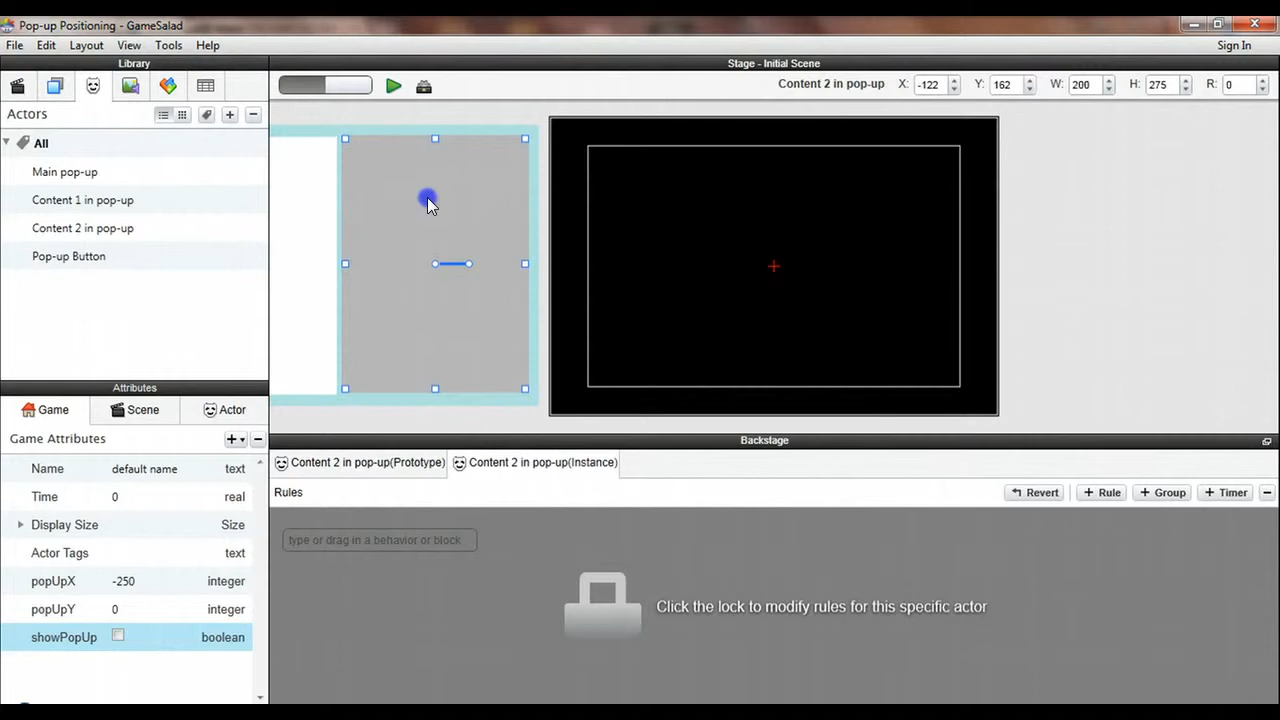 Pop-up Positioning - GameSalad
File Edit Layout View Tools Help Sign In
Library
Stage - Initial Scene
Content 2 in pop-up X: -122 Y: 162 W: 200 H: 275 R: 0
Actors
All
Main pop-up
Content 1 in pop-up
Content 2 in pop-up
Pop-up Button
Attributes
Game Scene Actor
Game Attributes
Name default name text
Time 0 real
Display Size Size
Actor Tags text
popUpX -250 integer
popUpY 0 integer
showPopUp boolean
Backstage
Content 2 in pop-up(Prototype) Content 2 in pop-up(Instance)
Rules Revert + Rule + Group + Timer
type or drag in a behavior or block
Click the lock to modify rules for this specific actor